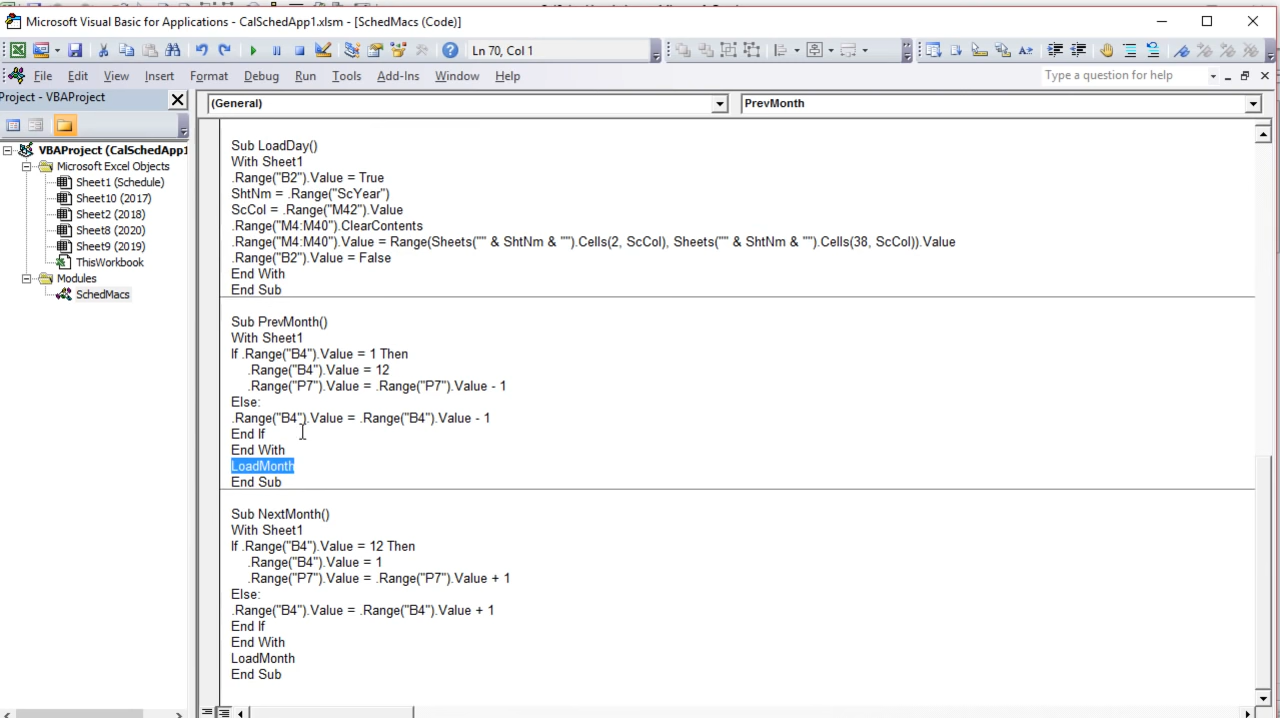 Microsoft Visual Basic for Applications - CalSchedApp1.xlsm - [SchedMacs (Code)]
Ln 70, Col 1
File Edit View Insert Format Debug Run Tools Add-Ins Window Help
Type a question for help
Project - VBAProject
(General)
PrevMonth
VBAProject (CalSchedApp1
Microsoft Excel Objects
Sheet1 (Schedule)
Sheet10 (2017)
Sheet2 (2018)
Sheet8 (2020)
Sheet9 (2019)
ThisWorkbook
Modules
SchedMacs
Sub LoadDay()
With Sheet1
.Range("B2").Value = True
ShtNm = .Range("ScYear")
ScCol = .Range("M42").Value
.Range("M4:M40").ClearContents
.Range("M4:M40").Value = Range(Sheets("" & ShtNm & "").Cells(2, ScCol), Sheets("" & ShtNm & "").Cells(38, ScCol)).Value
.Range("B2").Value = False
End With
End Sub
Sub PrevMonth()
With Sheet1
If .Range("B4").Value = 1 Then
.Range("B4").Value = 12
.Range("P7").Value = .Range("P7").Value - 1
Else:
.Range("B4").Value = .Range("B4").Value - 1
End If
End With
LoadMonth
End Sub
Sub NextMonth()
With Sheet1
If .Range("B4").Value = 12 Then
.Range("B4").Value = 1
.Range("P7").Value = .Range("P7").Value + 1
Else:
.Range("B4").Value = .Range("B4").Value + 1
End If
End With
LoadMonth
End Sub